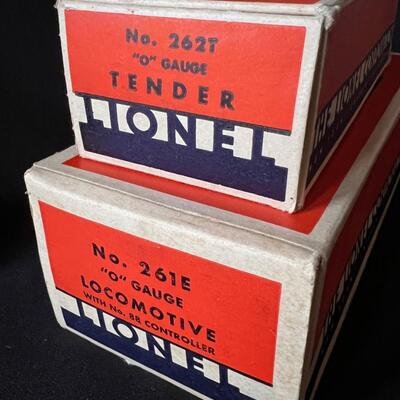 No. 262T
"O" GAUGE
TENDER
LIONEL
No. 261E
"O" GAUGE
LOCOMOTIVE
WITH No. 88 CONTROLLER
LIONEL